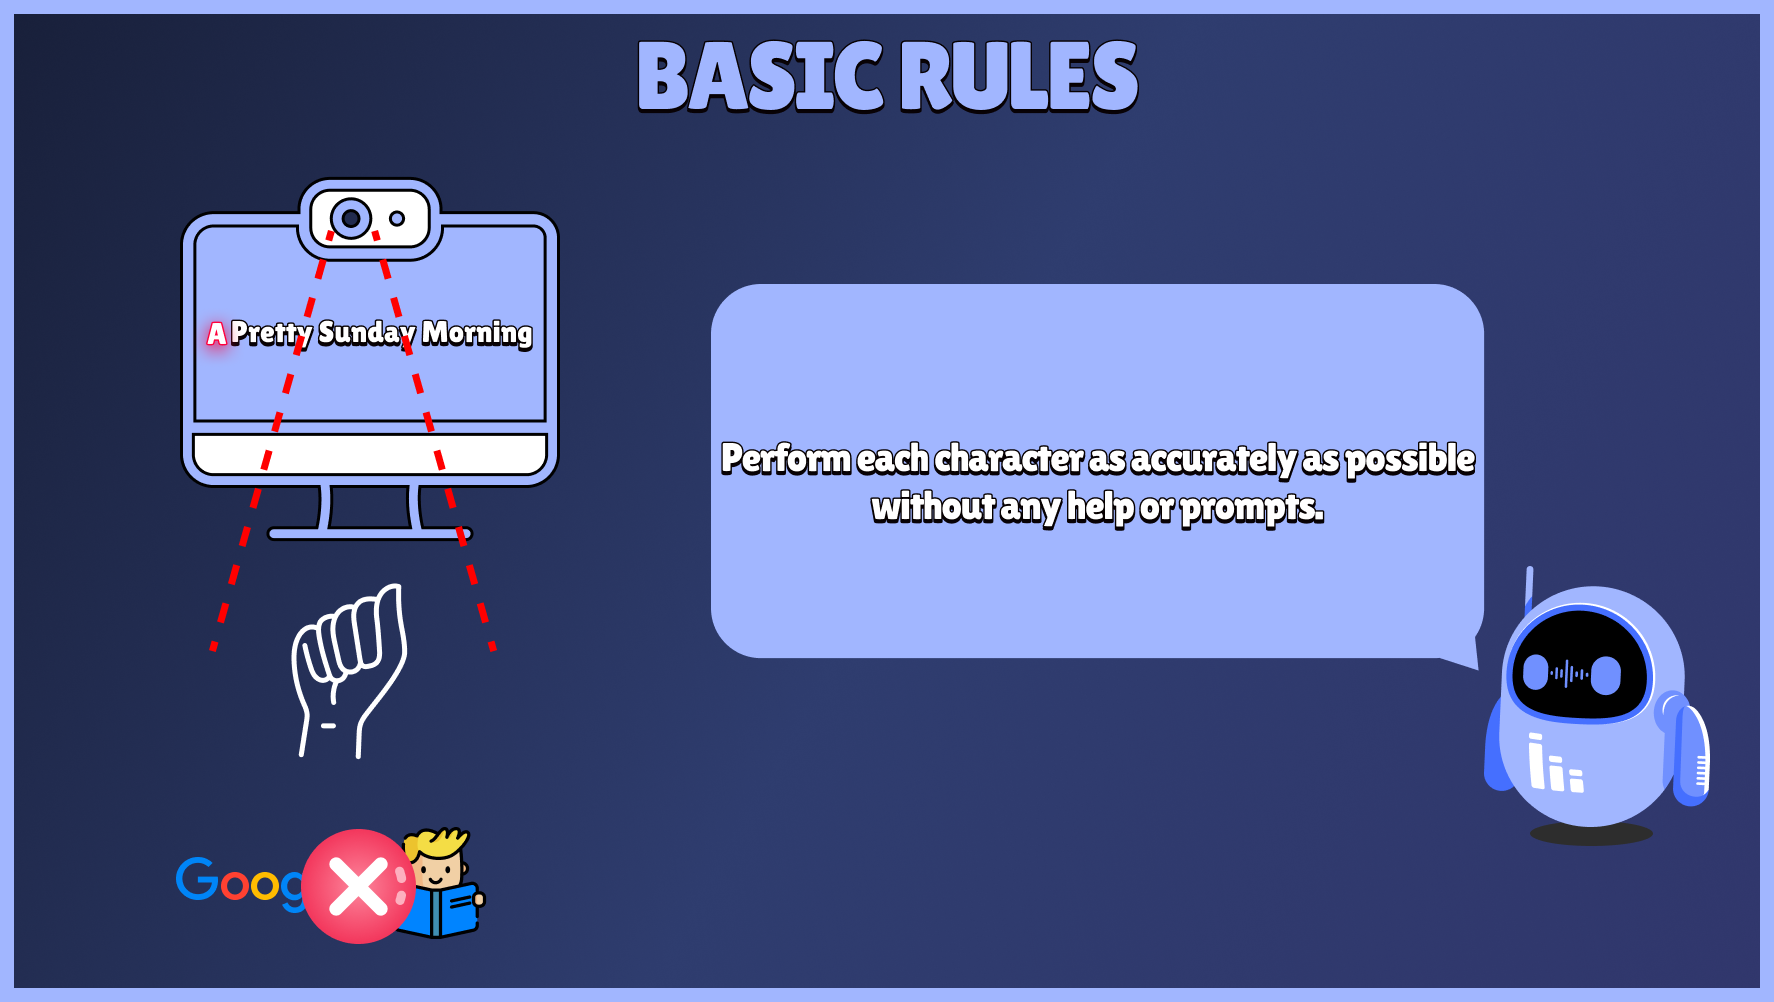 BASIC RULES
A Pretty Sunday Morning
Perform each character as accurately as possible
without any help or prompts.
Goog